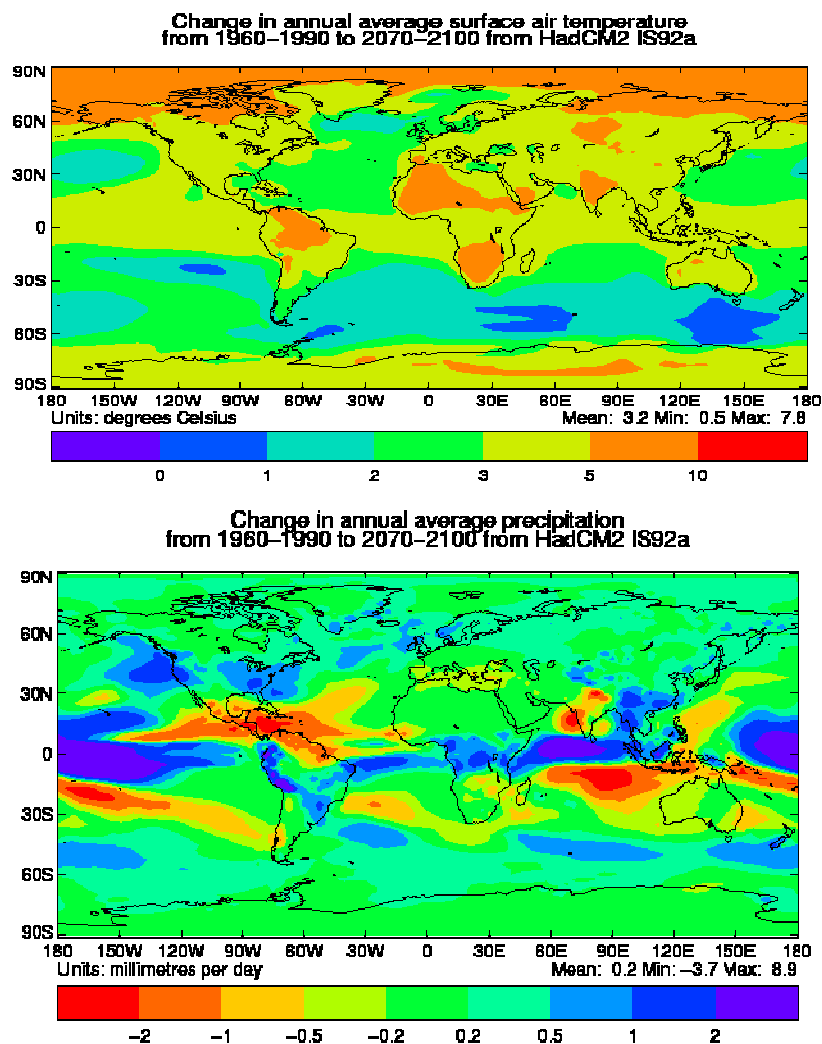 Change in annual average surface air temperature
from 1960-1990 to 2070-2100 from HadCM2 IS92a
90N
60N
30N
0
30S
60S
90S
180 150W 120W 90W 60W 30W 0 30E 60E 90E 120E 150E 180
Units: degrees Celsius Mean: 3.2 Min: 0.5 Max: 7.8
0 1 2 3 5 10
Change in annual average precipitation
from 1960-1990 to 2070-2100 from HadCM2 IS92a
90N
60N
30N
0
30S
60S
90S
180 150W 120W 90W 60W 30W 0 30E 60E 90E 120E 150E 180
Units: millimetres per day Mean: 0.2 Min: -3.7 Max: 8.9
-2 -1 -0.5 -0.2 0.2 0.5 1 2